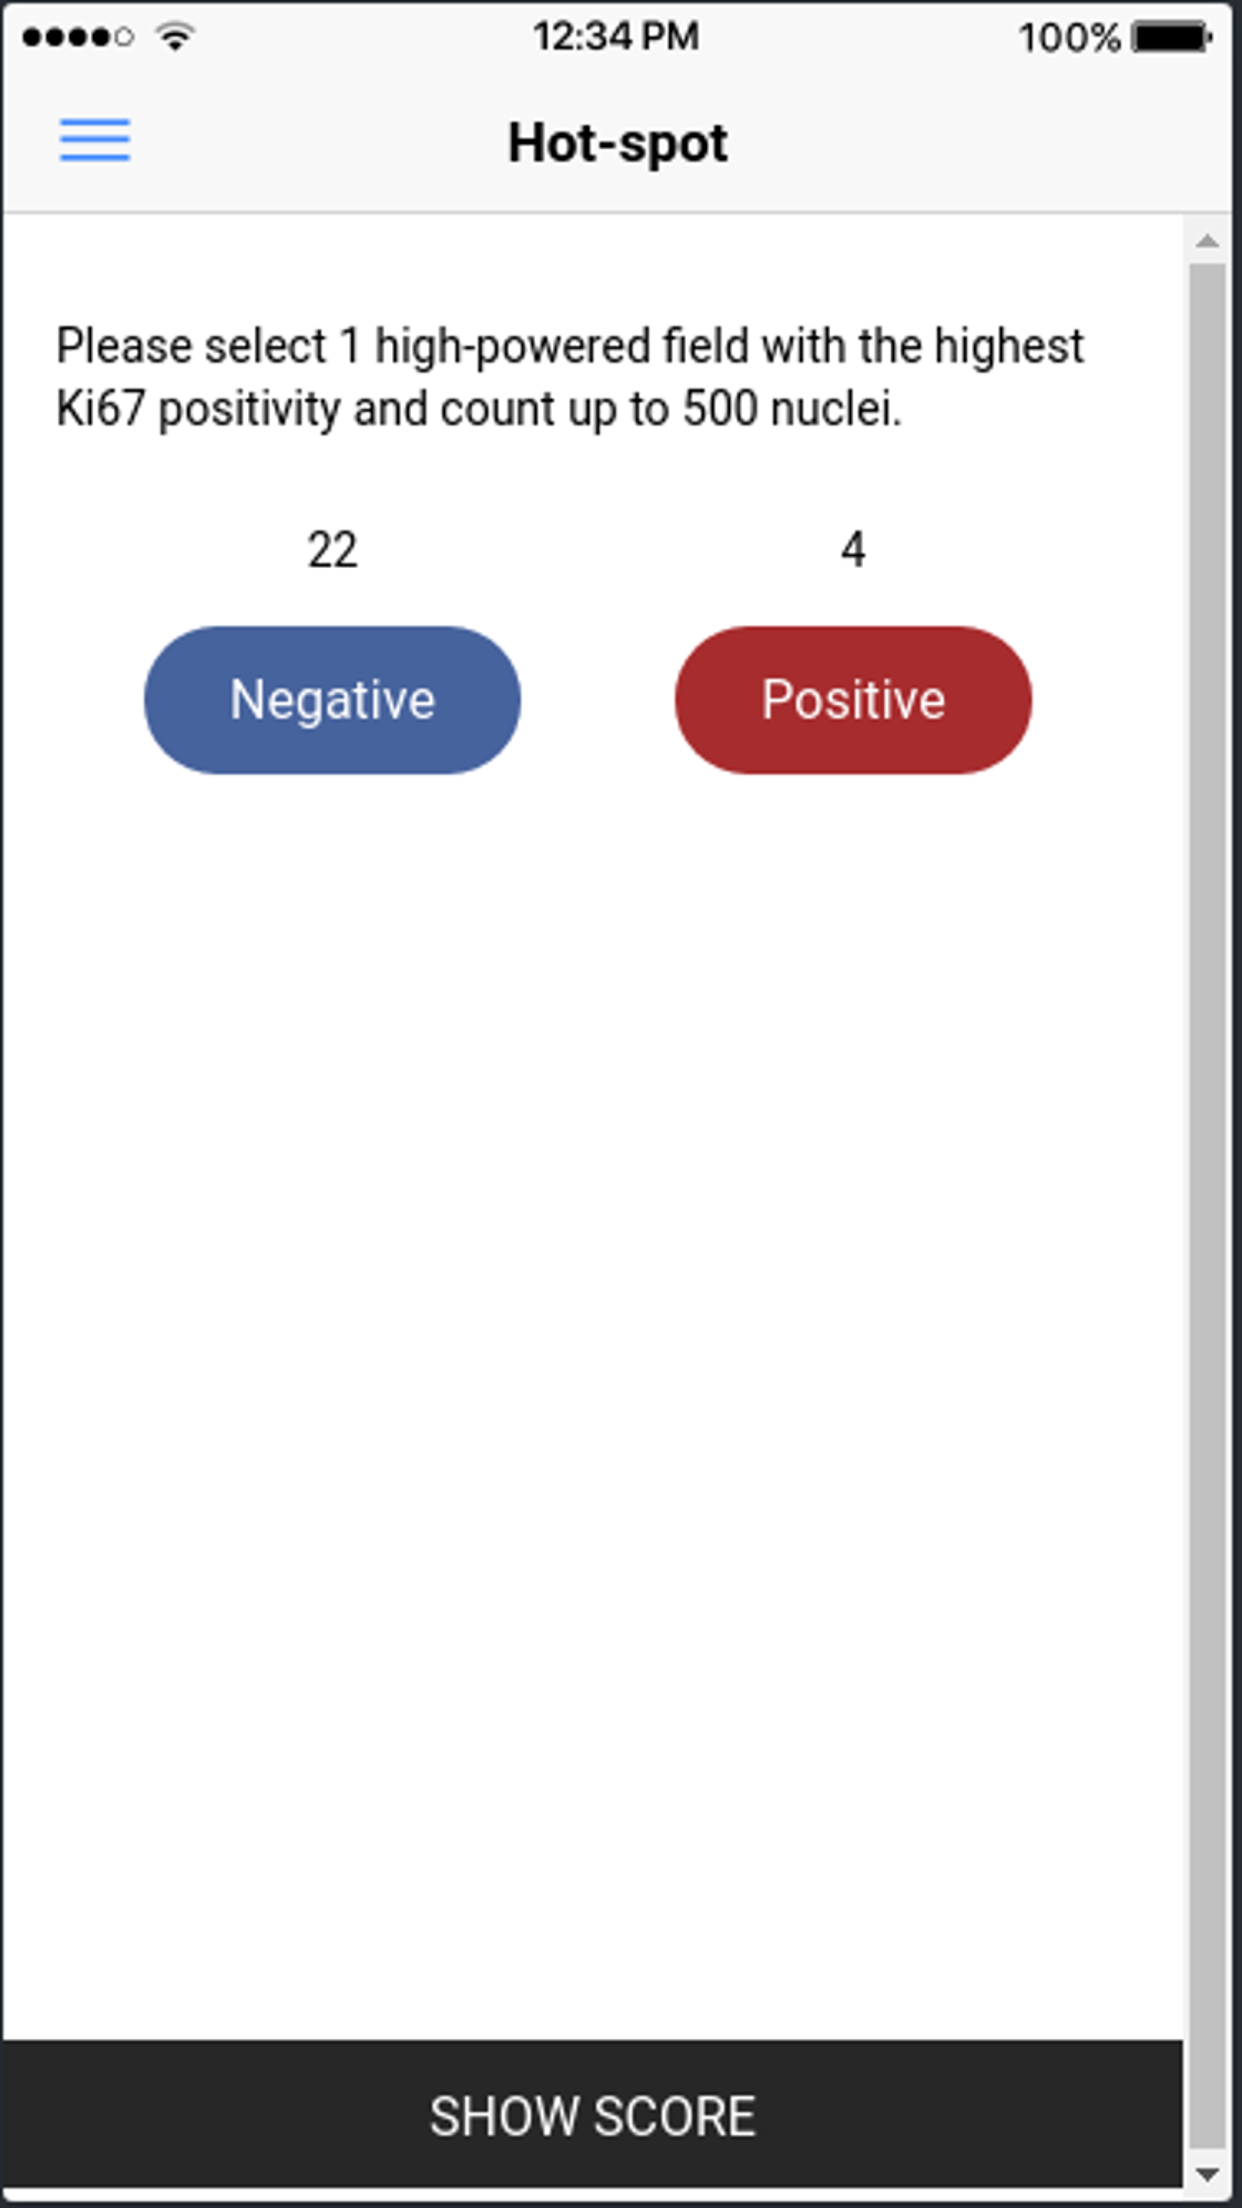 12:34 PM 100%
Hot-spot
Please select 1 high-powered field with the highest
Ki67 positivity and count up to 500 nuclei.
22 4
Negative Positive
SHOW SCORE